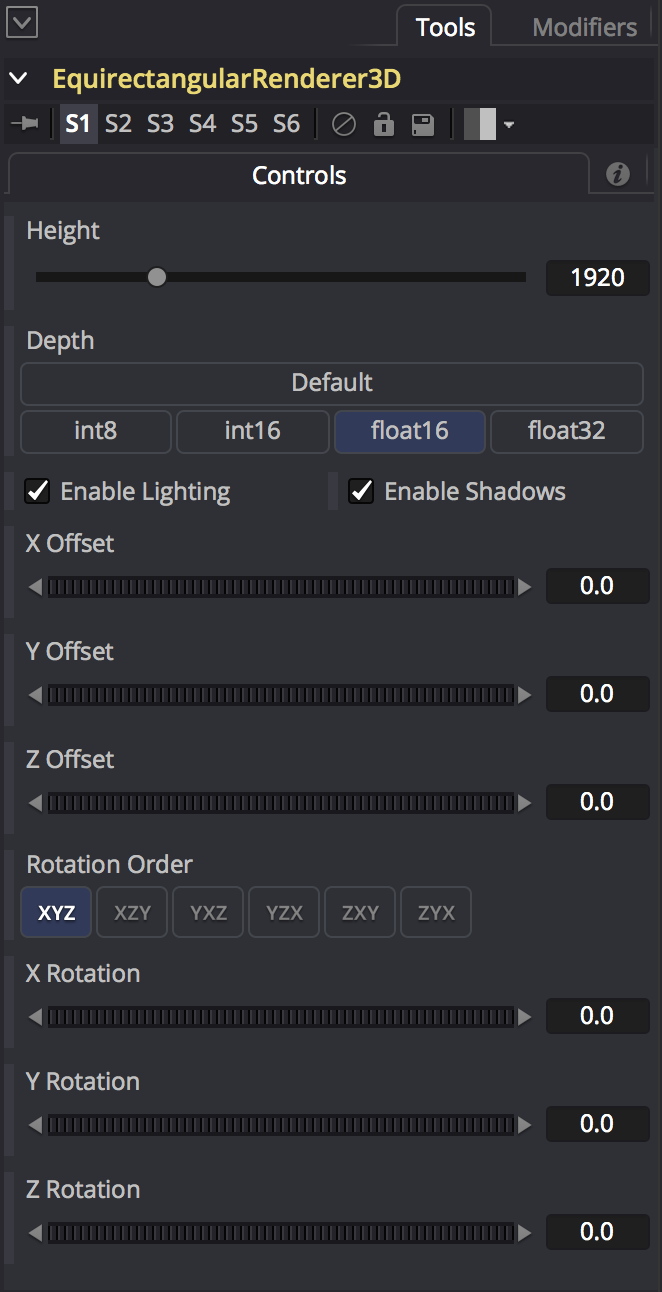 Tools Modifiers
EquirectangularRenderer3D
S1 S2 S3 S4 S5 S6
Controls i
Height
1920
Depth
Default
int8 int16 float16 float32
Enable Lighting Enable Shadows
X Offset
0.0
Y Offset
0.0
Z Offset
0.0
Rotation Order
XYZ XZY YXZ YZX ZXY ZYX
X Rotation
0.0
Y Rotation
0.0
Z Rotation
0.0